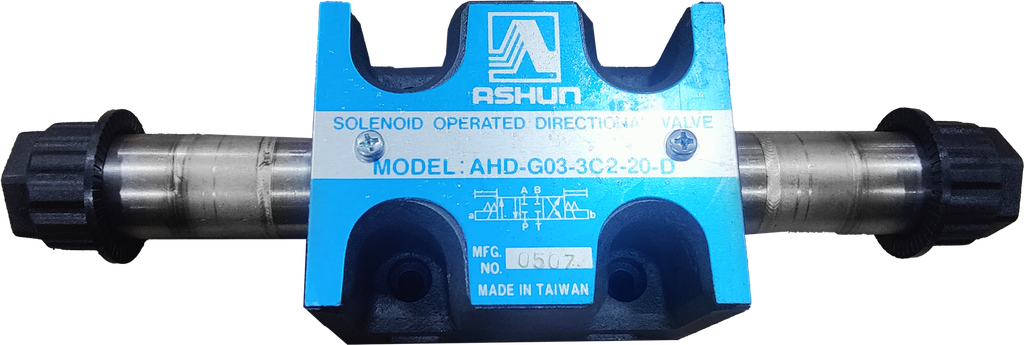 ASHUN
SOLENOID OPERATED DIRECTIONAL VALVE
MODEL: AHD-G03-3C2-20-D
A B
a b
P T
MFG.
NO. 0507
MADE IN TAIWAN